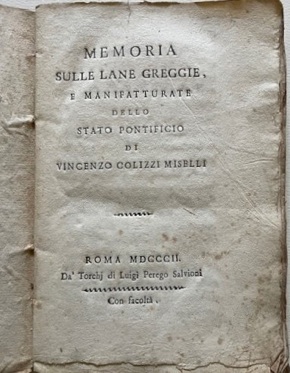 MEMORIA
SULLE LANE GREGGIE,
E MANIFATTURATE
DELLO
STATO PONTIFICIO
DI
VINCENZO COLIZZI MISELLI
ROMA MDCCCII.
Da' Torchj di Luigi Perego Salvioni
Con facoltà.